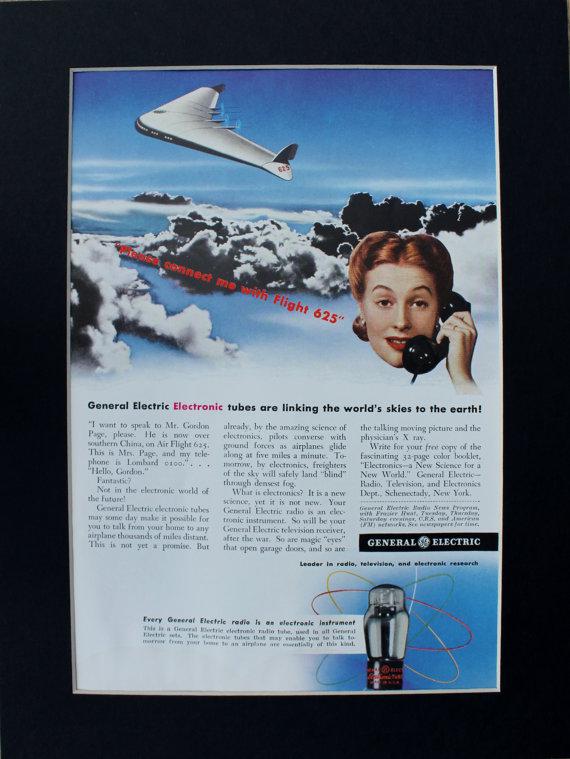 625
"Please connect me with Flight 625"
General Electric Electronic tubes are linking the world's skies to the earth!
"I want to speak to Mr. Gordon
Page, please. He is now over
southern China, on Air Flight 625.
This is Mrs. Page, and my tele-
phone is Lombard 0100." . . .
"Hello, Gordon."
Fantastic?
Not in the electronic world of
the future!
General Electric electronic tubes
may some day make it possible for
you to talk from your home to any
airplane thousands of miles distant.
This is not yet a promise. But
already, by the amazing science of
electronics, pilots converse with
ground forces as airplanes glide
along at five miles a minute. To-
morrow, by electronics, freighters
of the sky will safely land "blind"
through densest fog.
What is electronics? It is a new
science, yet it is not new. Your
General Electric radio is an elec-
tronic instrument. So will be your
General Electric television receiver,
after the war. So are magic "eyes"
that open garage doors, and so are
the talking moving picture and the
physician's X ray.
Write for your free copy of the
fascinating 32-page color booklet,
"Electronics—a New Science for a
New World." General Electric—
Radio, Television, and Electronics
Dept., Schenectady, New York.
General Electric Radio News Program,
with Frazier Hunt, Tuesday, Thursday,
Saturday evenings, C.B.S. and American
(FM) networks. See newspapers for time.
GENERAL GE ELECTRIC
Leader in radio, television, and electronic research
Every General Electric radio is an electronic instrument
This is a General Electric electronic radio tube, used in all General
Electric sets. The electronic tubes that may enable you to talk to-
morrow from your home to an airplane are essentially of this kind.